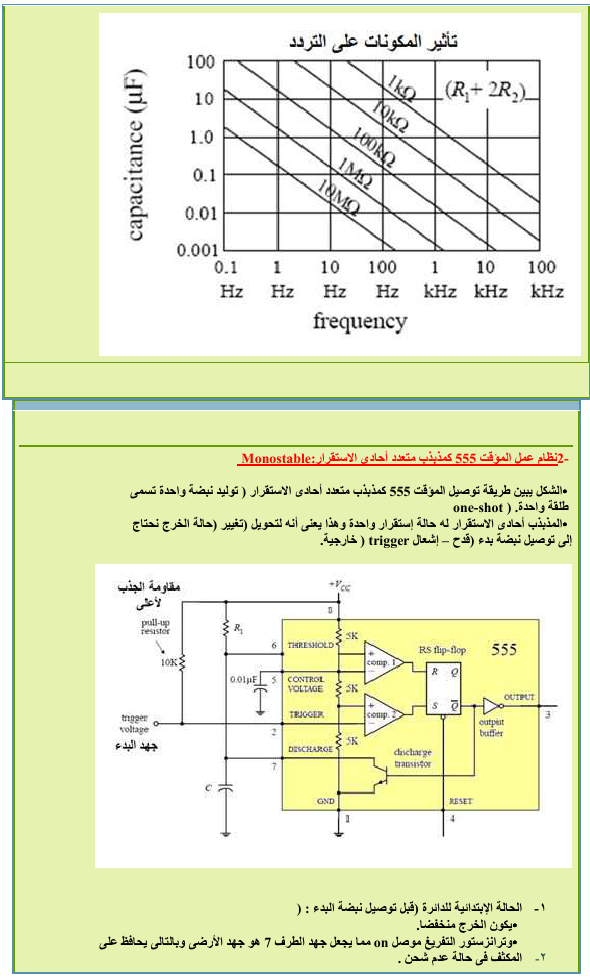 تأثير المكونات على التردد
capacitance (µF)
100
10
1.0
0.1
0.01
0.001
(R₁+ 2R₂)
1kΩ
10kΩ
100kΩ
1MΩ
10MΩ
0.1 1 10 100 1 10 100
Hz Hz Hz Hz kHz kHz kHz
frequency
2-نظام عمل المؤقت 555 كمذبذب متعدد أحادى الاستقرار:Monostable
•الشكل يبين طريقة توصيل المؤقت 555 كمذبذب متعدد أحادى الاستقرار ( توليد نبضة واحدة تسمى
طلقة واحدة. ( one-shot
•المذبذب أحادى الاستقرار له حالة إستقرار واحدة وهذا يعنى أنه لتحويل (تغيير (حالة الخرج نحتاج
إلى توصيل نبضة بدء (قدح – إشعال trigger ( خارجية.
مقاومة الجذب
لأعلى
pull-up
resistor
10K
R₁
+VCC
8
6
THRESHOLD
5K
comp. 1
RS flip-flop
555
R Q
0.01µF
5
CONTROL
VOLTAGE
5K
TRIGGER
comp. 2
S Q̅
OUTPUT
3
output
buffer
trigger
voltage
جهد البدء
2
5K
DISCHARGE
7
discharge
transistor
C
GND
RESET
1
4
١- الحالة الإبتدائية للدائرة (قبل توصيل نبضة البدء : (
•يكون الخرج منخفضا.
•وترانزستور التفريغ موصل on مما يجعل جهد الطرف 7 هو جهد الأرضى وبالتالى يحافظ على
٢- المكثف فى حالة عدم شحن .